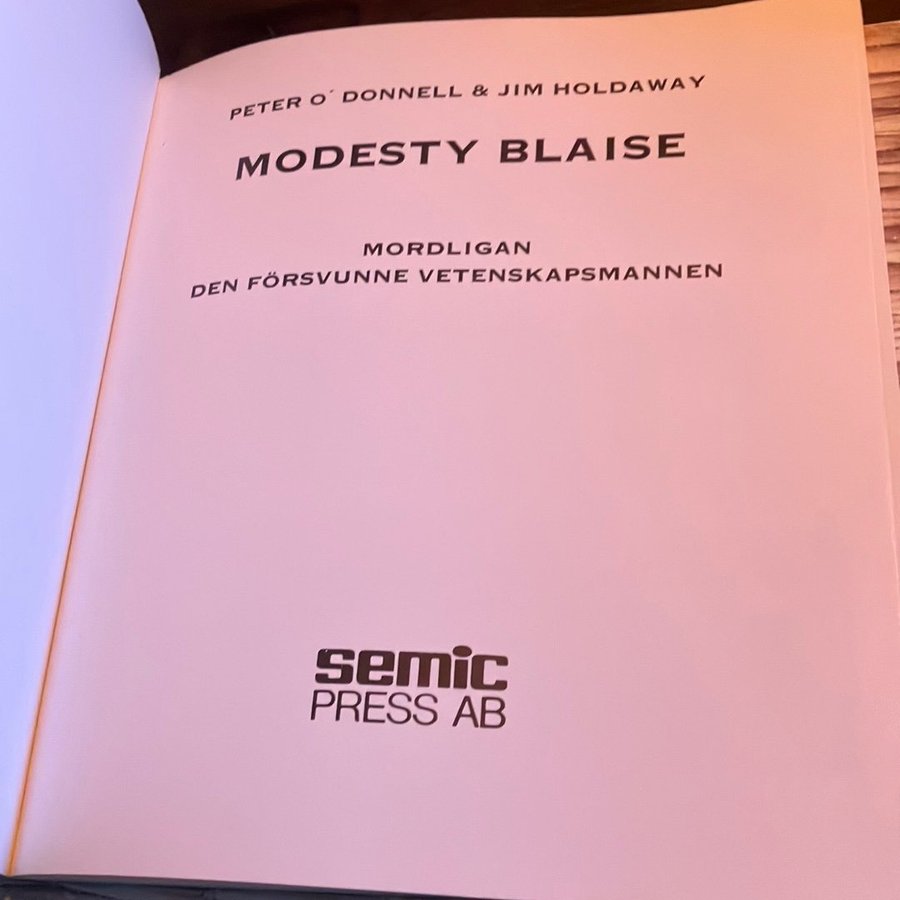 PETER O´ DONNELL & JIM HOLDAWAY
MODESTY BLAISE
MORDLIGAN
DEN FÖRSVUNNE VETENSKAPSMANNEN
semic
PRESS AB